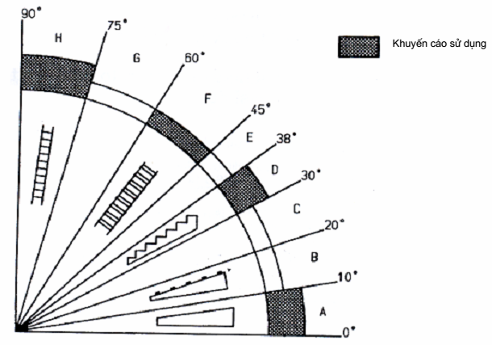 90°
H
75°
G
60°
F
45°
E
38°
D
30°
C
20°
B
10°
A
0°
Khuyến cáo sử dụng